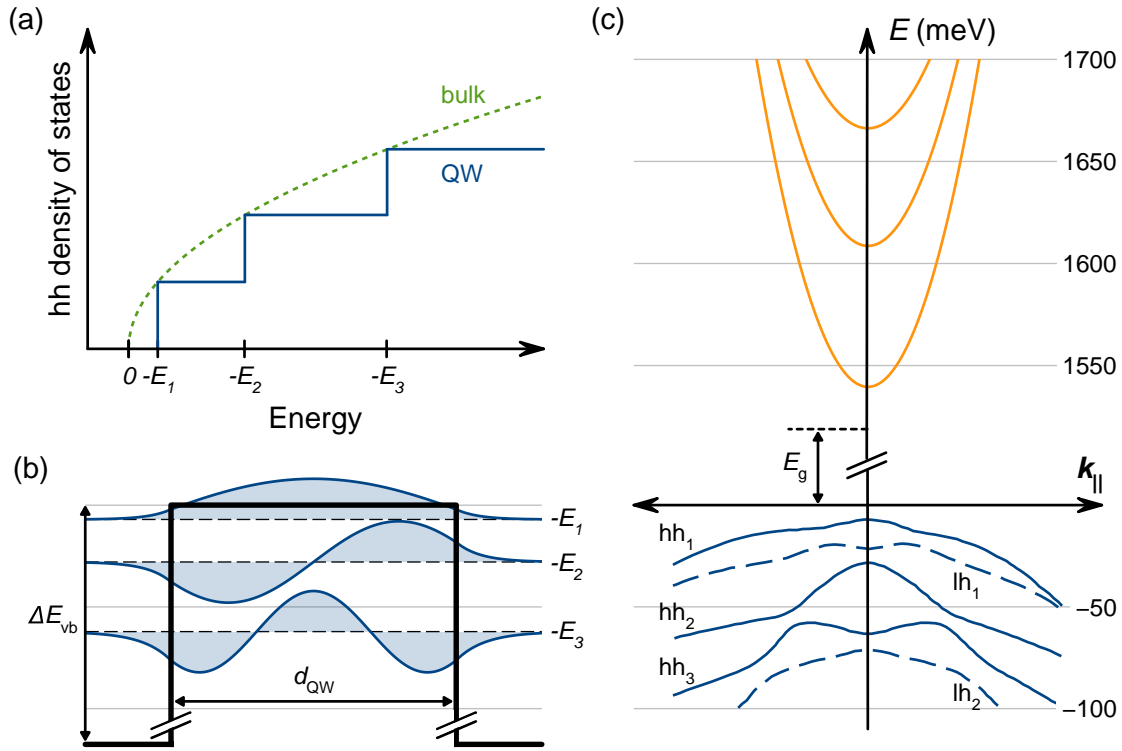 (a)
hh density of states
bulk
QW
0 -E1 -E2 -E3
Energy
(b)
-E1
-E2
-E3
ΔEvb
dQW
(c)
E (meV)
1700
1650
1600
1550
Eg
k||
hh1
lh1
hh2
hh3
lh2
−50
−100